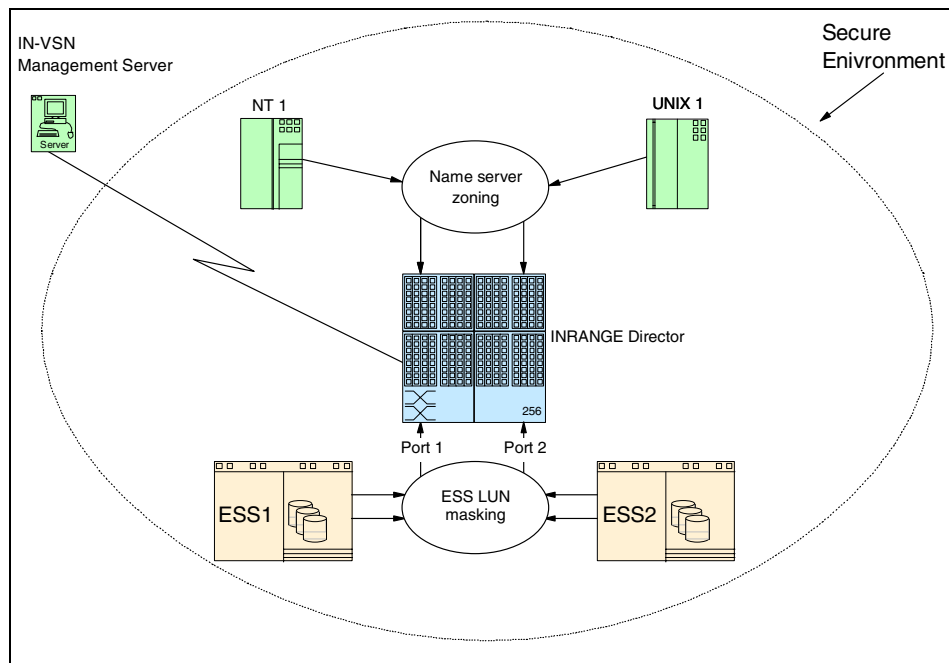 IN-VSN
Management Server
Server
Secure
Enivronment
NT 1
UNIX 1
Name server
zoning
INRANGE Director
256
Port 1
Port 2
ESS1
ESS LUN
masking
ESS2